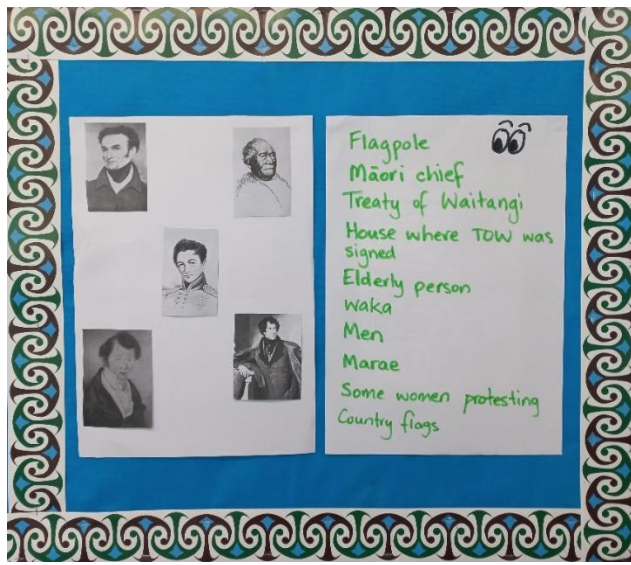 Flagpole
Māori chief
Treaty of Waitangi
House where TOW was
signed
Elderly person
Waka
Men
Marae
Some women protesting
Country flags